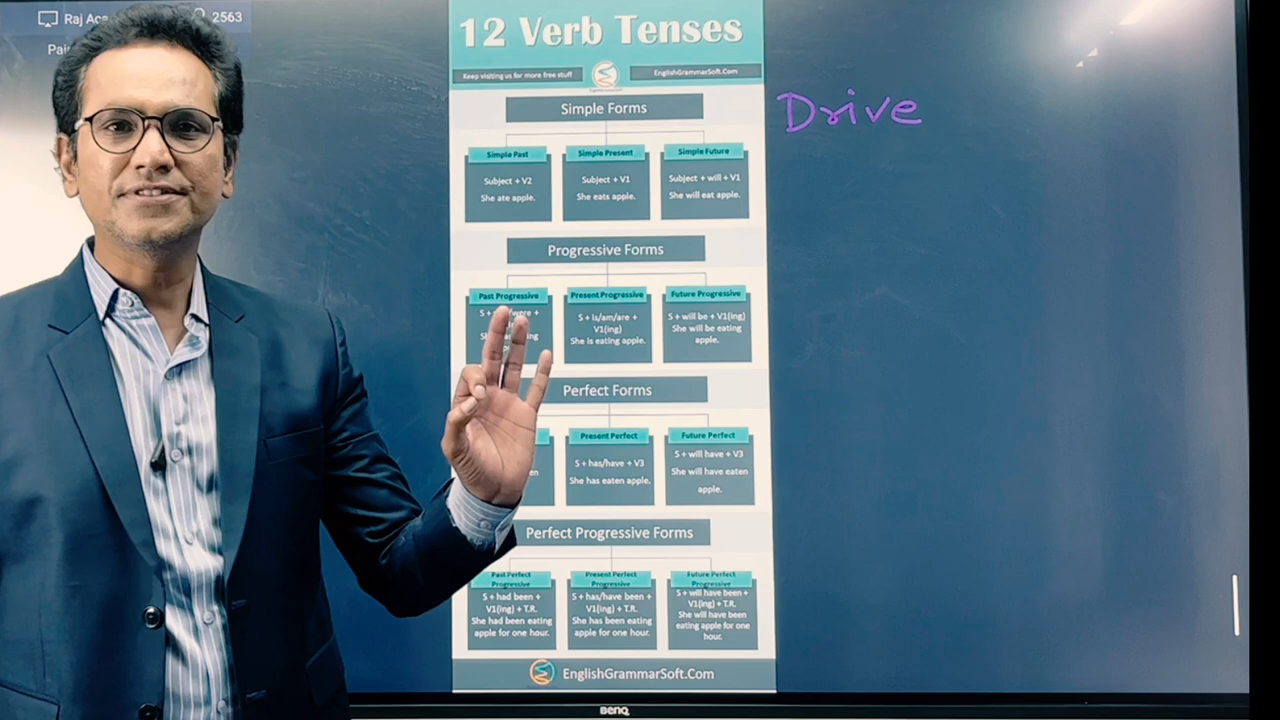 Raj Aca
2563
Pai
12 Verb Tenses
Keep visiting us for more free stuff
EnglishGrammarSoft.Com
Simple Forms
Drive
Simple Past
Subject + V2
She ate apple.
Simple Present
Subject + V1
She eats apple.
Simple Future
Subject + will + V1
She will eat apple.
Progressive Forms
Past Progressive
Present Progressive
S + is/am/are +
V1(ing)
She is eating apple.
Future Progressive
S + will be + V1(ing)
She will be eating
apple.
Perfect Forms
Present Perfect
S + has/have + V3
She has eaten apple.
Future Perfect
S + will have + V3
She will have eaten
apple.
Perfect Progressive Forms
Past Perfect
Progressive
S + had been +
V1(ing) + T.R.
She had been eating
apple for one hour.
Present Perfect
Progressive
S + has/have been +
V1(ing) + T.R.
She has been eating
apple for one hour.
Future Perfect
Progressive
S + will have been +
V1(ing) + T.R.
She will have been
eating apple for one
hour.
EnglishGrammarSoft.Com
BenQ